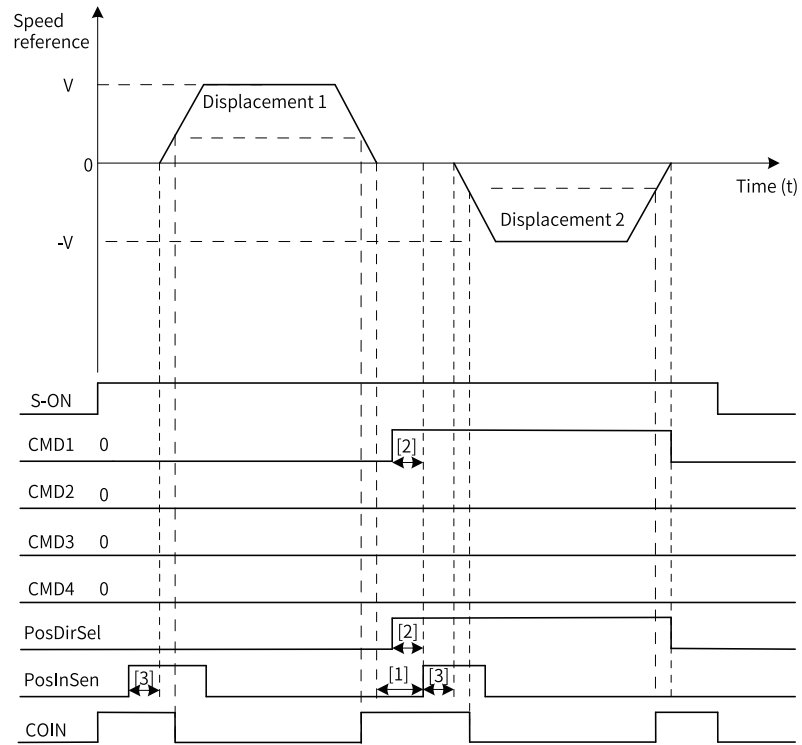 Speed
reference
V
Displacement 1
0
Time (t)
Displacement 2
-V
S-ON
CMD1 0
[2]
CMD2 0
CMD3 0
CMD4 0
PosDirSel
[2]
PosInSen
[3]
[1]
[3]
COIN